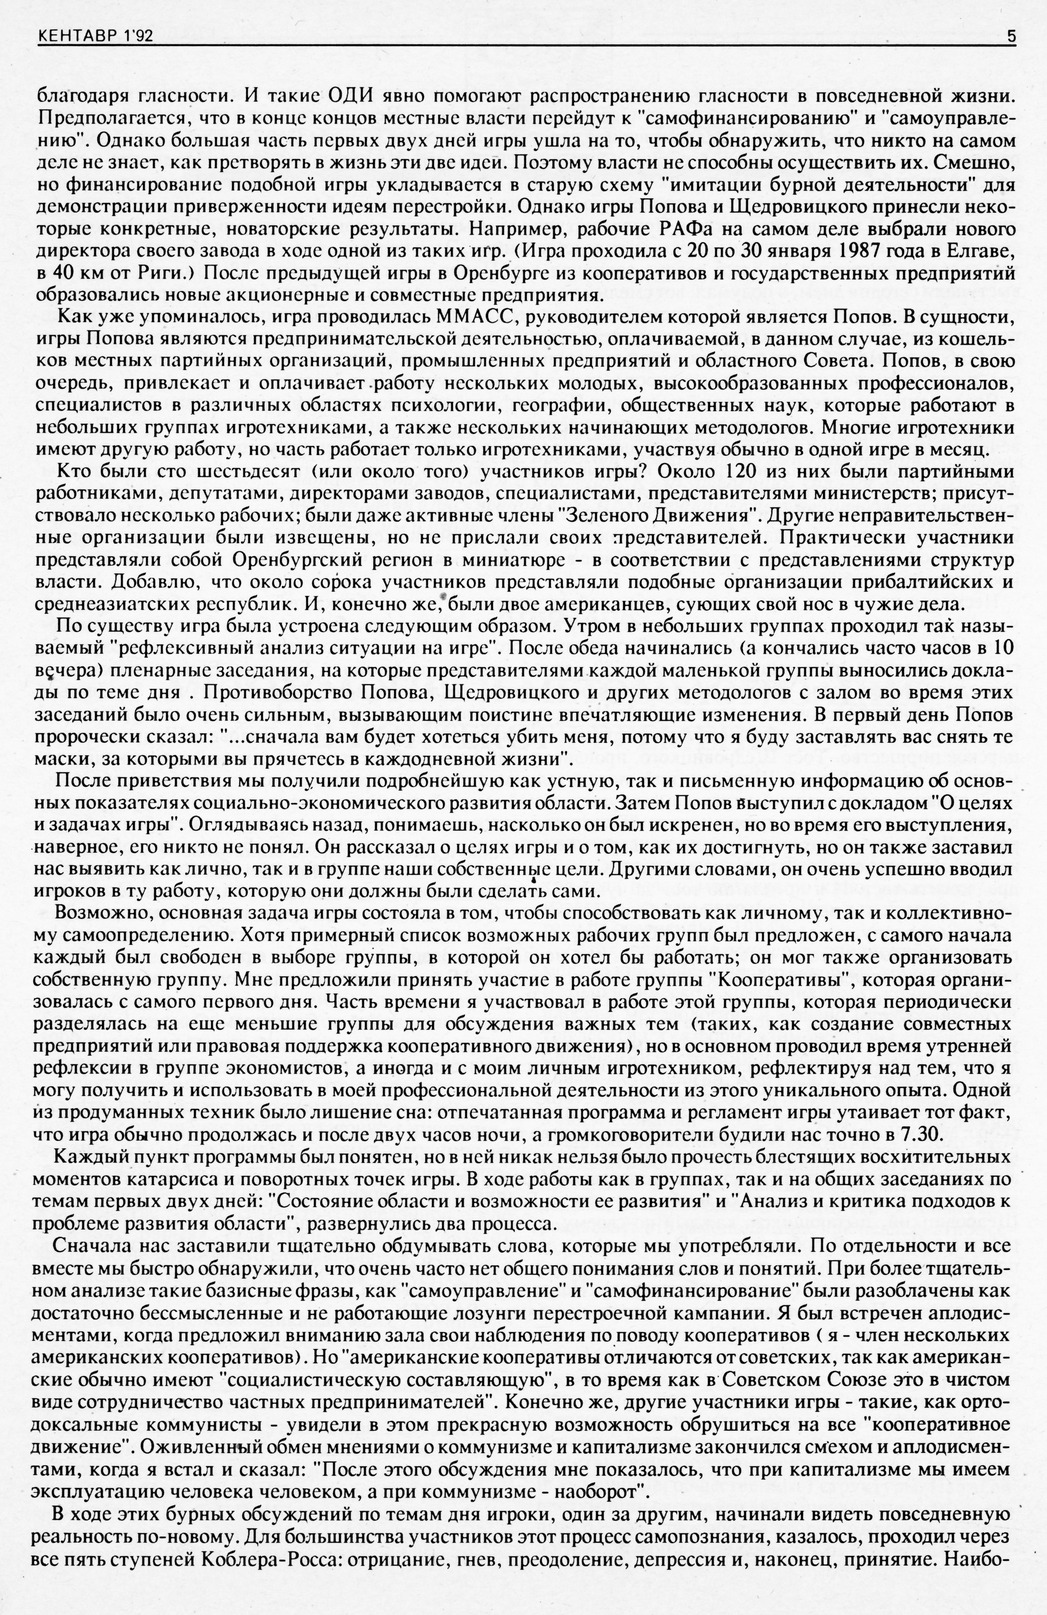 КЕНТАВР 1'92 5
благодаря гласности. И такие ОДИ явно помогают распространению гласности в повседневной жизни.
Предполагается, что в конце концов местные власти перейдут к "самофинансированию" и "самоуправле-
нию". Однако большая часть первых двух дней игры ушла на то, чтобы обнаружить, что никто на самом
деле не знает, как претворять в жизнь эти две идеи. Поэтому власти не способны осуществить их. Смешно,
но финансирование подобной игры укладывается в старую схему "имитации бурной деятельности" для
демонстрации приверженности идеям перестройки. Однако игры Попова и Щедровицкого принесли неко-
торые конкретные, новаторские результаты. Например, рабочие РАФа на самом деле выбрали нового
директора своего завода в ходе одной из таких игр. (Игра проходила с 20 по 30 января 1987 года в Елгаве,
в 40 км от Риги.) После предыдущей игры в Оренбурге из кооперативов и государственных предприятий
образовались новые акционерные и совместные предприятия.
Как уже упоминалось, игра проводилась ММАСС, руководителем которой является Попов. В сущности,
игры Попова являются предпринимательской деятельностью, оплачиваемой, в данном случае, из кошель-
ков местных партийных организаций, промышленных предприятий и областного Совета. Попов, в свою
очередь, привлекает и оплачивает работу нескольких молодых, высокообразованных профессионалов,
специалистов в различных областях психологии, географии, общественных наук, которые работают в
небольших группах игротехниками, а также нескольких начинающих методологов. Многие игротехники
имеют другую работу, но часть работает только игротехниками, участвуя обычно в одной игре в месяц.
Кто были сто шестьдесят (или около того) участников игры? Около 120 из них были партийными
работниками, депутатами, директорами заводов, специалистами, представителями министерств; присут-
ствовало несколько рабочих; были даже активные члены "Зеленого Движения". Другие неправительствен-
ные организации были извещены, но не прислали своих представителей. Практически участники
представляли собой Оренбургский регион в миниатюре - в соответствии с представлениями структур
власти. Добавлю, что около сорока участников представляли подобные организации прибалтийских и
среднеазиатских республик. И, конечно же, были двое американцев, сующих свой нос в чужие дела.
По существу игра была устроена следующим образом. Утром в небольших группах проходил так назы-
ваемый "рефлексивный анализ ситуации на игре". После обеда начинались (а кончались часто часов в 10
вечера) пленарные заседания, на которые представителями каждой маленькой группы выносились докла-
ды по теме дня . Противоборство Попова, Щедровицкого и других методологов с залом во время этих
заседаний было очень сильным, вызывающим поистине впечатляющие изменения. В первый день Попов
пророчески сказал: "...сначала вам будет хотеться убить меня, потому что я буду заставлять вас снять те
маски, за которыми вы прячетесь в каждодневной жизни".
После приветствия мы получили подробнейшую как устную, так и письменную информацию об основ-
ных показателях социально-экономического развития области. Затем Попов выступил с докладом "О целях
и задачах игры". Оглядываясь назад, понимаешь, насколько он был искренен, но во время его выступления,
наверное, его никто не понял. Он рассказал о целях игры и о том, как их достигнуть, но он также заставил
нас выявить как лично, так и в группе наши собственные цели. Другими словами, он очень успешно вводил
игроков в ту работу, которую они должны были сделать сами.
Возможно, основная задача игры состояла в том, чтобы способствовать как личному, так и коллективно-
му самоопределению. Хотя примерный список возможных рабочих групп был предложен, с самого начала
каждый был свободен в выборе группы, в которой он хотел бы работать; он мог также организовать
собственную группу. Мне предложили принять участие в работе группы "Кооперативы", которая органи-
зовалась с самого первого дня. Часть времени я участвовал в работе этой группы, которая периодически
разделялась на еще меньшие группы для обсуждения важных тем (таких, как создание совместных
предприятий или правовая поддержка кооперативного движения), но в основном проводил время утренней
рефлексии в группе экономистов, а иногда и с моим личным игротехником, рефлектируя над тем, что я
могу получить и использовать в моей профессиональной деятельности из этого уникального опыта. Одной
из продуманных техник было лишение сна: отпечатанная программа и регламент игры утаивает тот факт,
что игра обычно продолжась и после двух часов ночи, а громкоговорители будили нас точно в 7.30.
Каждый пункт программы был понятен, но в ней никак нельзя было прочесть блестящих восхитительных
моментов катарсиса и поворотных точек игры. В ходе работы как в группах, так и на общих заседаниях по
темам первых двух дней: "Состояние области и возможности ее развития" и "Анализ и критика подходов к
проблеме развития области", развернулись два процесса.
Сначала нас заставили тщательно обдумывать слова, которые мы употребляли. По отдельности и все
вместе мы быстро обнаружили, что очень часто нет общего понимания слов и понятий. При более тщатель-
ном анализе такие базисные фразы, как "самоуправление" и "самофинансирование" были разоблачены как
достаточно бессмысленные и не работающие лозунги перестроечной кампании. Я был встречен аплодис-
ментами, когда предложил вниманию зала свои наблюдения по поводу кооперативов ( я - член нескольких
американских кооперативов). Но "американские кооперативы отличаются от советских, так как американ-
ские обычно имеют "социалистическую составляющую", в то время как в Советском Союзе это в чистом
виде сотрудничество частных предпринимателей". Конечно же, другие участники игры - такие, как орто-
доксальные коммунисты - увидели в этом прекрасную возможность обрушиться на все "кооперативное
движение". Оживленный обмен мнениями о коммунизме и капитализме закончился смехом и аплодисмен-
тами, когда я встал и сказал: "После этого обсуждения мне показалось, что при капитализме мы имеем
эксплуатацию человека человеком, а при коммунизме - наоборот".
В ходе этих бурных обсуждений по темам дня игроки, один за другим, начинали видеть повседневную
реальность по-новому. Для большинства участников этот процесс самопознания, казалось, проходил через
все пять ступеней Коблера-Росса: отрицание, гнев, преодоление, депрессия и, наконец, принятие. Наибо-